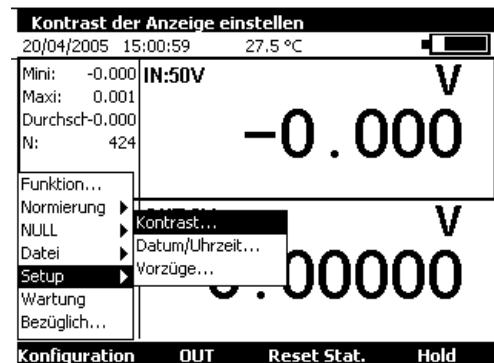 Kontrast der Anzeige einstellen
20/04/2005 15:00:59 27.5 °C
Mini: -0.000
Maxi: 0.001
Durchscł-0.000
N: 424
IN:50V
V
-0.000
Funktion...
Normierung
NULL
Datei
Setup
Wartung
Bezüglich...
Kontrast...
Datum/Uhrzeit...
Vorzüge...
V
Konfiguration OUT Reset Stat. Hold